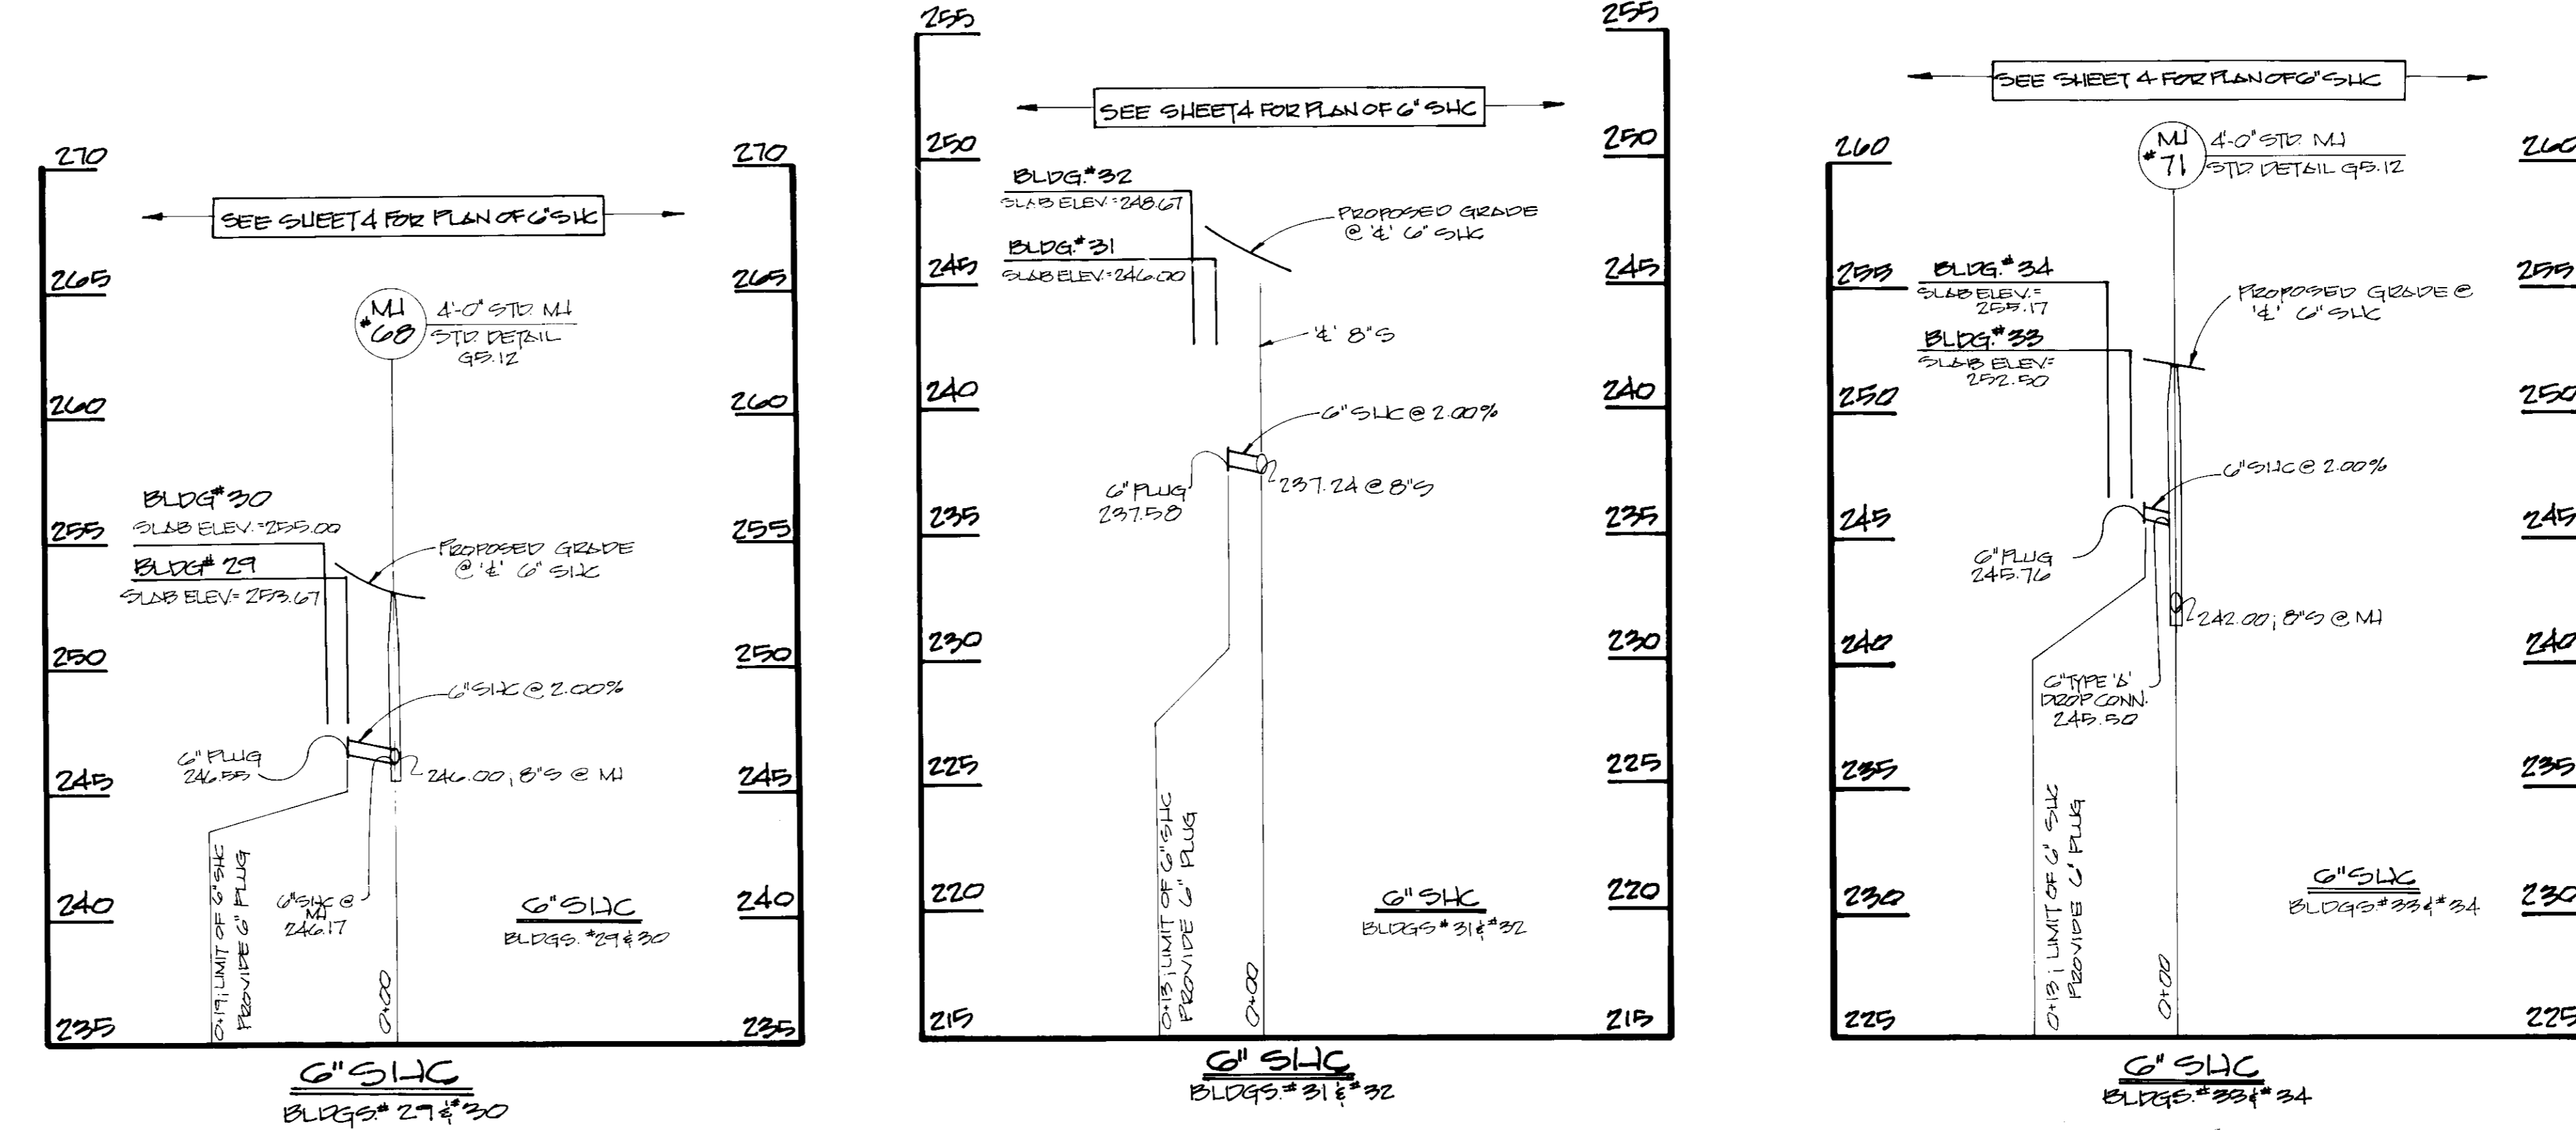 270
270
SEE SHEET 4 FOR PLAN OF 6" SHC
265
265
MH
#68
4'-0" STD. MH
STD. DETAIL
G5.12
260
260
BLDG #30
SLAB ELEV. = 255.00
255
255
BLDG # 29
SLAB ELEV. = 253.67
PROPOSED GRADE
@ '℄' 6" SHC
250
250
6" SHC @ 2.00%
6" PLUG
246.55
246.00; 8"S @ MH
245
245
0+19; LIMIT OF 6" SHC
PROVIDE 6" PLUG
6" SHC @
MH
246.17
240
240
6" SHC
BLDGS. #29 & 30
0+00
235
235
6" SHC
BLDGS. # 29 & #30
255
255
SEE SHEET 4 FOR PLAN OF 6" SHC
250
250
BLDG. #32
SLAB ELEV. = 248.67
PROPOSED GRADE
@ '℄' 6" SHC
BLDG. #31
SLAB ELEV. = 246.00
245
245
'℄' 8"S
240
240
6" SHC @ 2.00%
6" PLUG
237.58
237.24 @ 8"S
235
235
230
230
225
225
0+13; LIMIT OF 6" SHC
PROVIDE 6" PLUG
220
220
6" SHC
BLDGS # 31 & #32
0+00
215
215
6" SHC
BLDGS. # 31 & #32
SEE SHEET 4 FOR PLAN OF 6" SHC
260
260
MH
#71
4'-0" STD. MH
STD. DETAIL G5.12
255
255
BLDG. # 34
SLAB ELEV. =
255.17
PROPOSED GRADE @
'℄' 6" SHC
BLDG. # 33
SLAB ELEV. =
252.50
250
250
6" SHC @ 2.00%
245
245
6" PLUG
245.76
242.00; 8"S @ MH
240
240
6" TYPE 'A'
DROP CONN.
245.50
235
235
0+13; LIMIT OF 6" SHC
PROVIDE 6" PLUG
230
230
6" SHC
BLDGS. #33 & #34
0+00
225
225
6" SHC
BLDGS. #33 & # 34